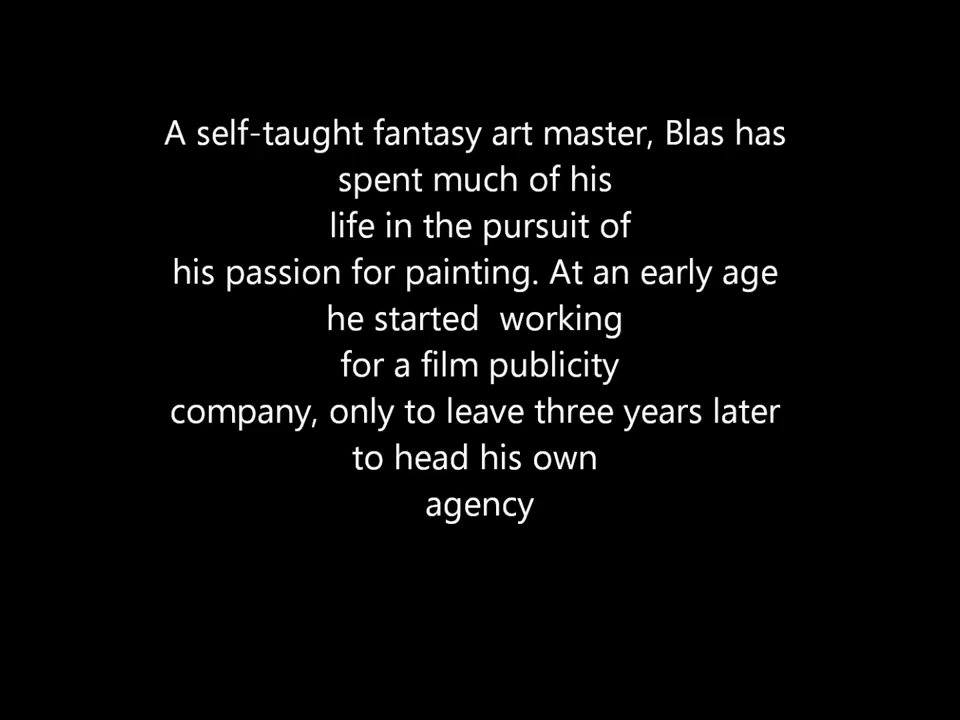 A self-taught fantasy art master, Blas has
spent much of his
life in the pursuit of
his passion for painting. At an early age
he started  working
for a film publicity
company, only to leave three years later
to head his own
agency